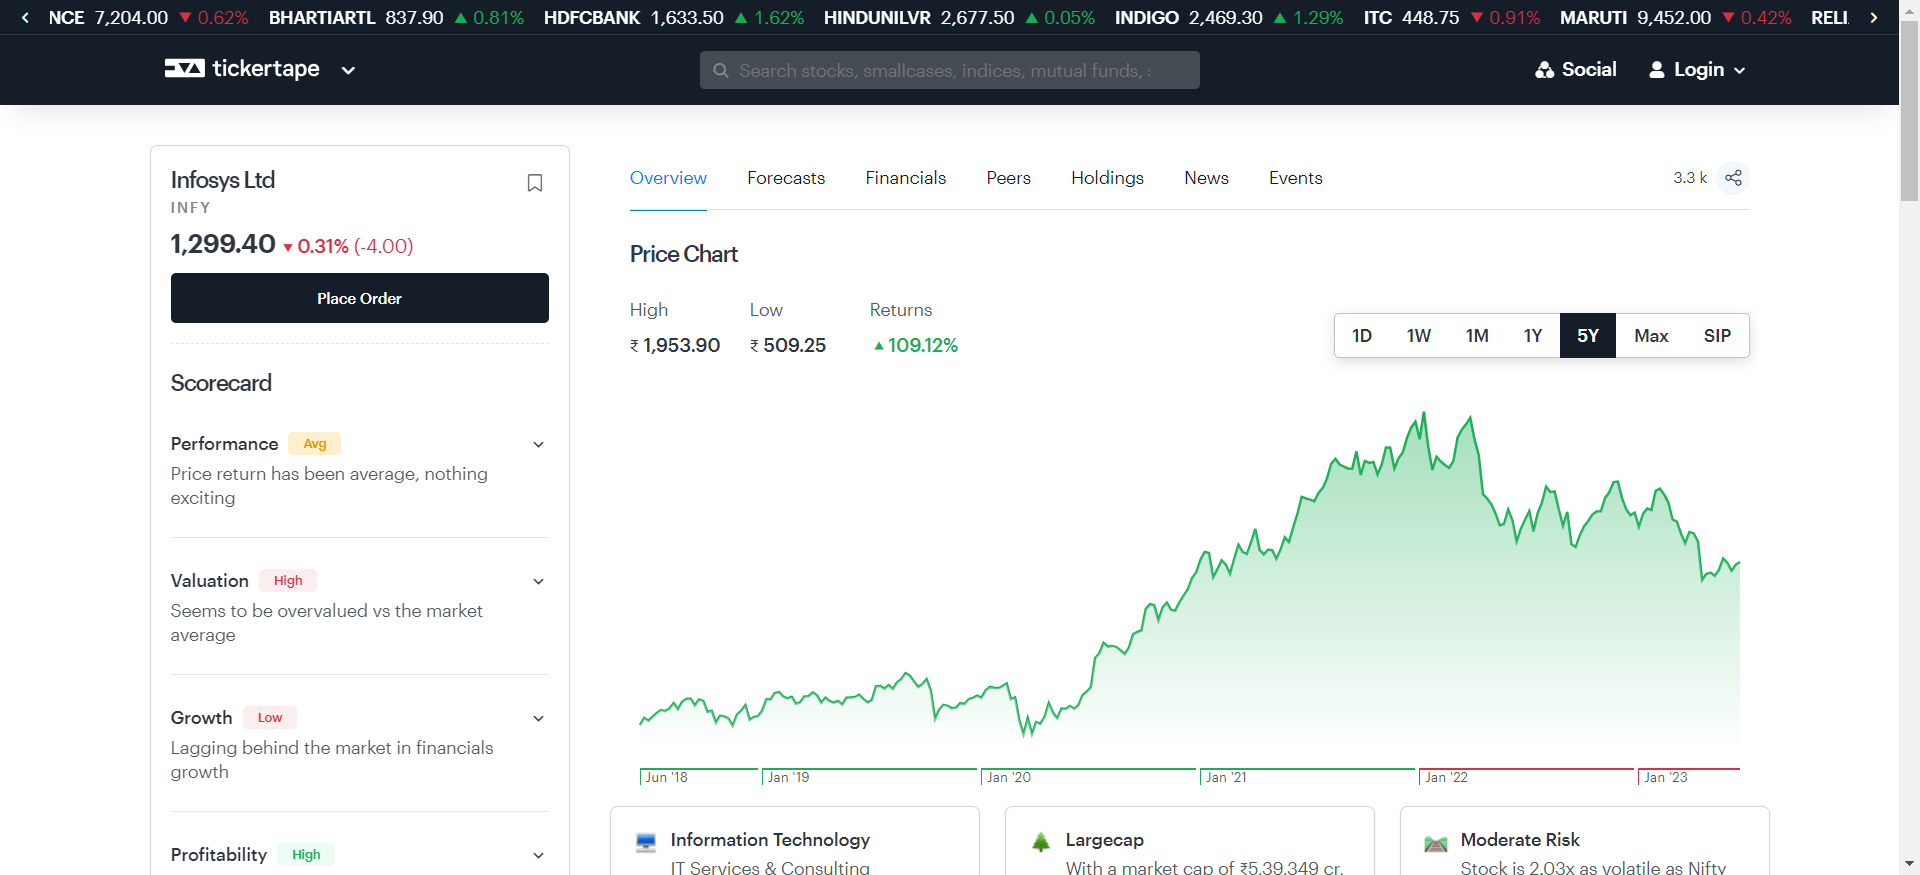 NCE 7,204.00 ▼ 0.62% BHARTIARTL 837.90 ▲ 0.81% HDFCBANK 1,633.50 ▲ 1.62% HINDUNILVR 2,677.50 ▲ 0.05% INDIGO 2,469.30 ▲ 1.29% ITC 448.75 ▼ 0.91% MARUTI 9,452.00 ▼ 0.42% RELI
tickertape
Search stocks, smallcases, indices, mutual funds,
Social
Login
Infosys Ltd
INFY
1,299.40 ▼ 0.31% (-4.00)
Place Order
Scorecard
Performance Avg
Price return has been average, nothing
exciting
Valuation High
Seems to be overvalued vs the market
average
Growth Low
Lagging behind the market in financials
growth
Profitability High
Overview Forecasts Financials Peers Holdings News Events
3.3 k
Price Chart
High Low Returns
₹ 1,953.90 ₹ 509.25 ▲ 109.12%
1D 1W 1M 1Y 5Y Max SIP
Jun '18 Jan '19 Jan '20 Jan '21 Jan '22 Jan '23
Information Technology
IT Services & Consulting
Largecap
With a market cap of ₹5,39,349 cr.
Moderate Risk
Stock is 2.03x as volatile as Nifty